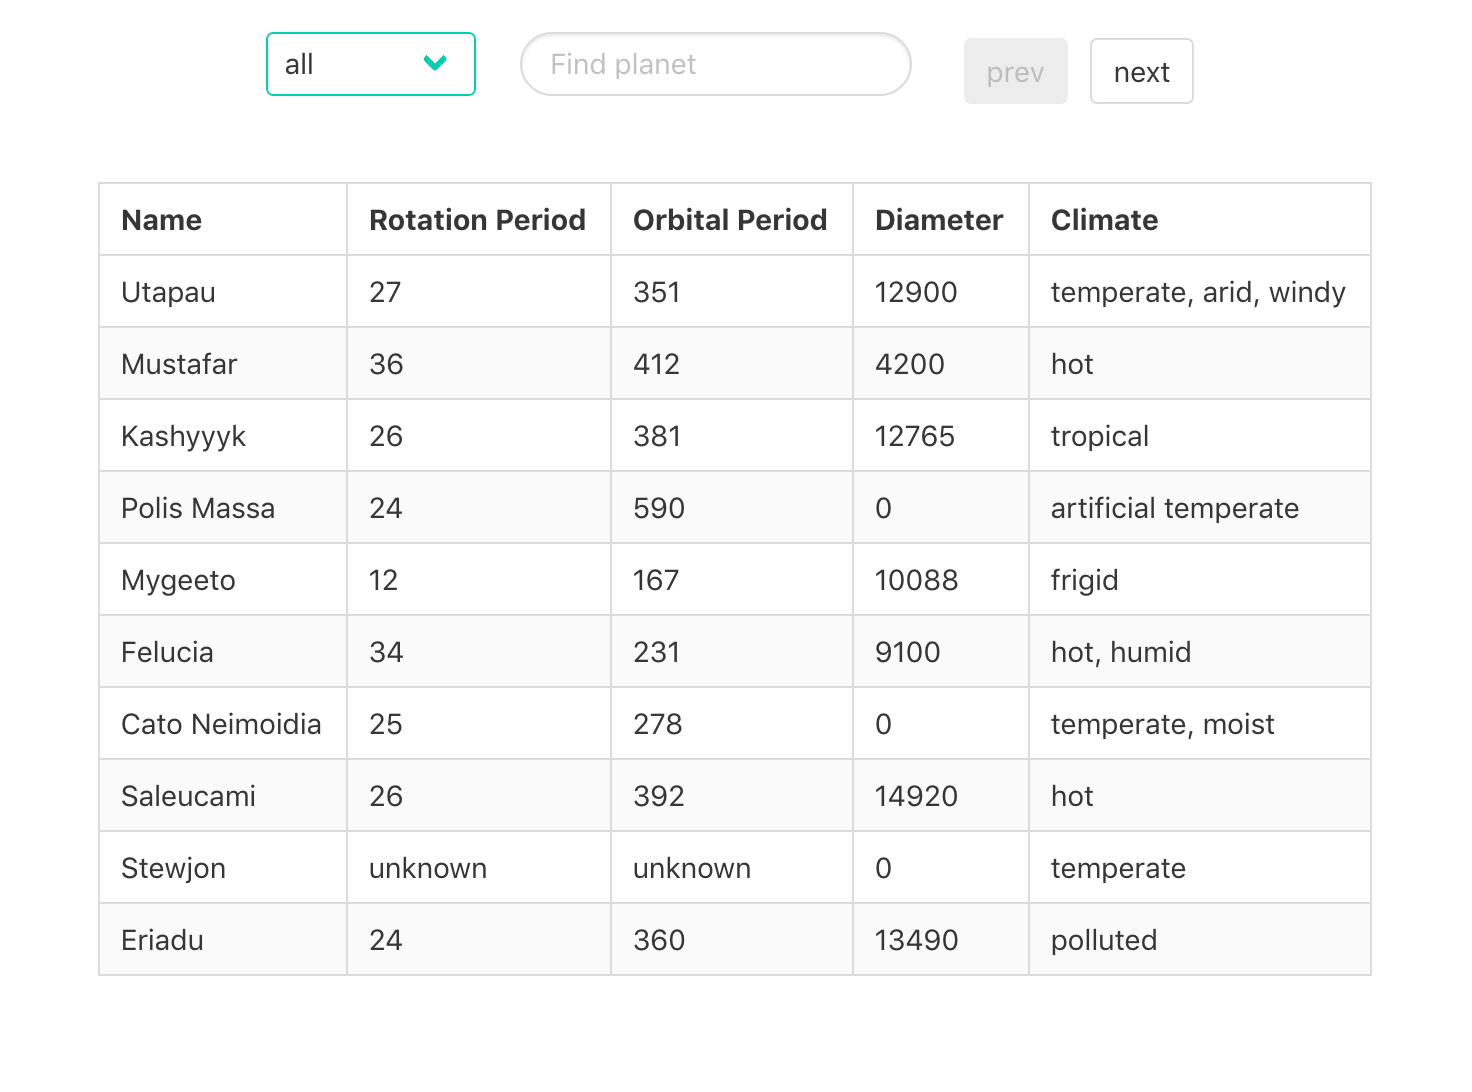 all Find planet prev next
Name Rotation Period Orbital Period Diameter Climate
Utapau 27 351 12900 temperate, arid, windy
Mustafar 36 412 4200 hot
Kashyyyk 26 381 12765 tropical
Polis Massa 24 590 0 artificial temperate
Mygeeto 12 167 10088 frigid
Felucia 34 231 9100 hot, humid
Cato Neimoidia 25 278 0 temperate, moist
Saleucami 26 392 14920 hot
Stewjon unknown unknown 0 temperate
Eriadu 24 360 13490 polluted